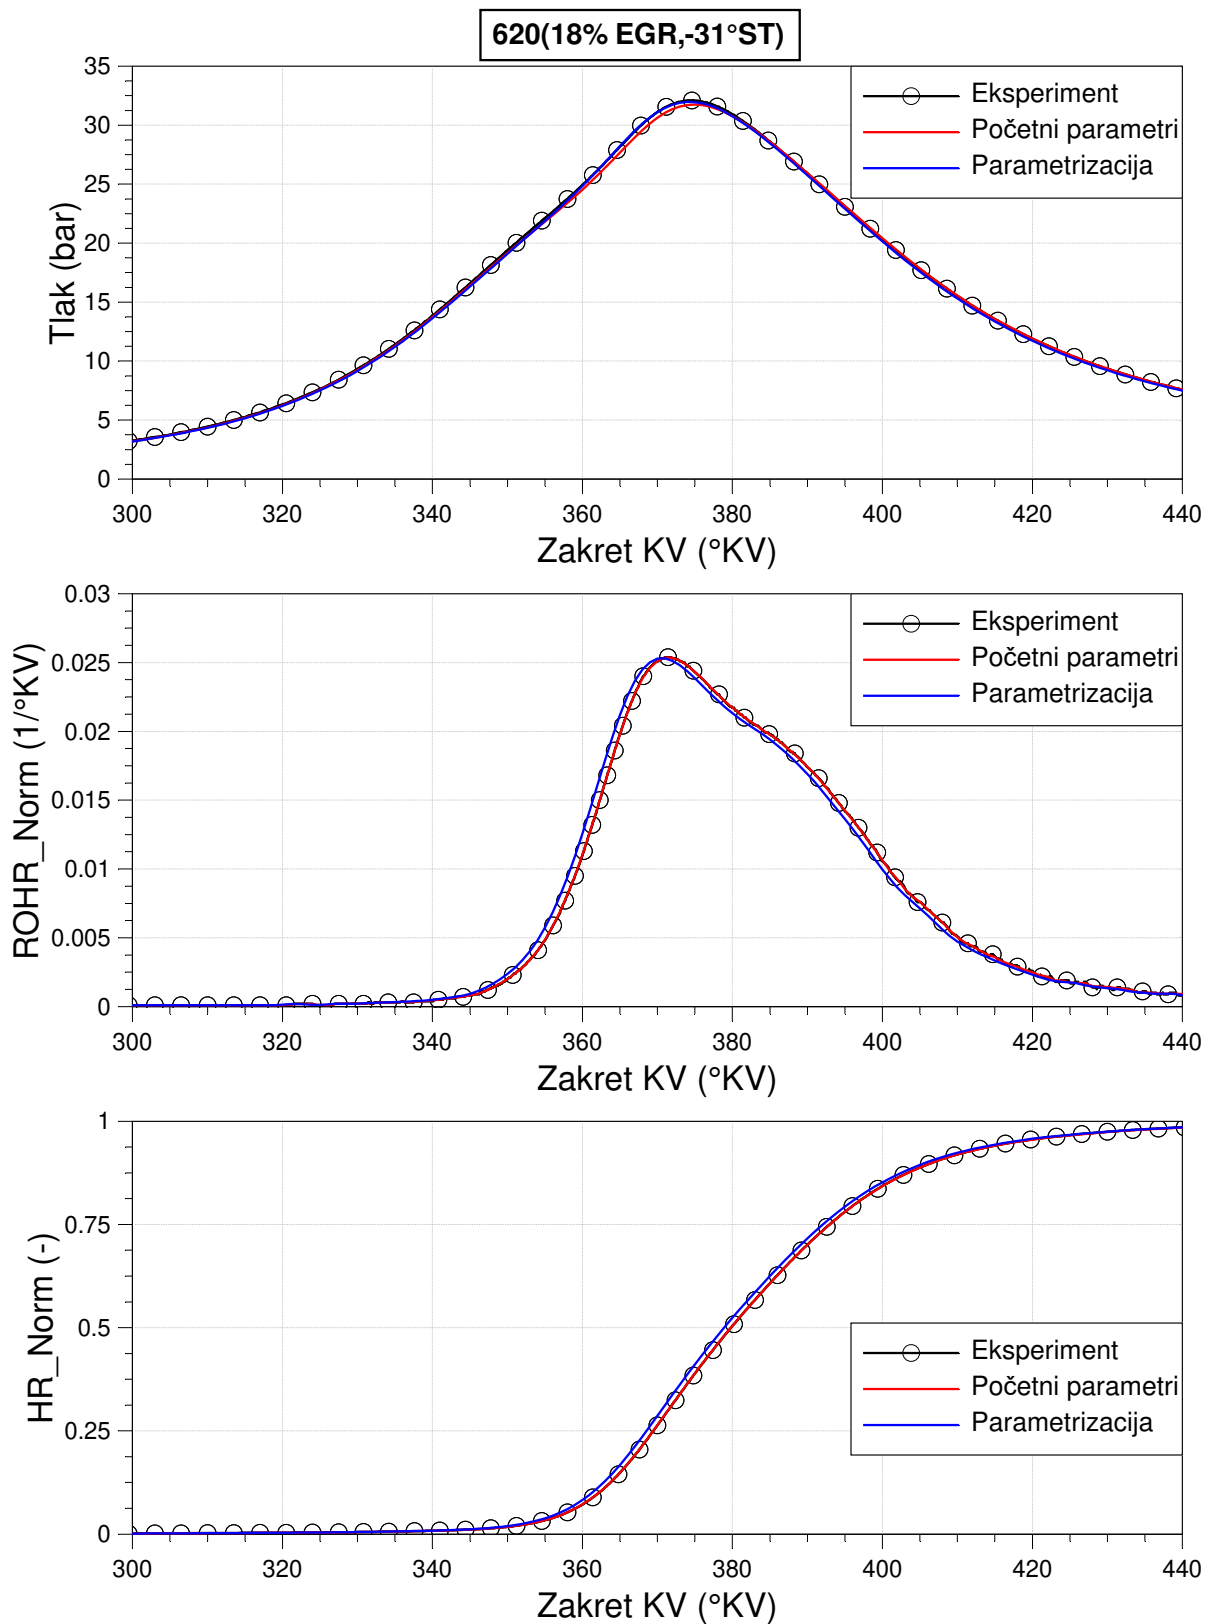 620(18% EGR,-31°ST)
35
30
25
20
15
10
5
0
Tlak (bar)
Eksperiment
Početni parametri
Parametrizacija
300 320 340 360 380 400 420 440
Zakret KV (°KV)
0.03
0.025
0.02
0.015
0.01
0.005
0
ROHR_Norm (1/°KV)
Eksperiment
Početni parametri
Parametrizacija
300 320 340 360 380 400 420 440
Zakret KV (°KV)
1
0.75
0.5
0.25
0
HR_Norm (-)
Eksperiment
Početni parametri
Parametrizacija
300 320 340 360 380 400 420 440
Zakret KV (°KV)